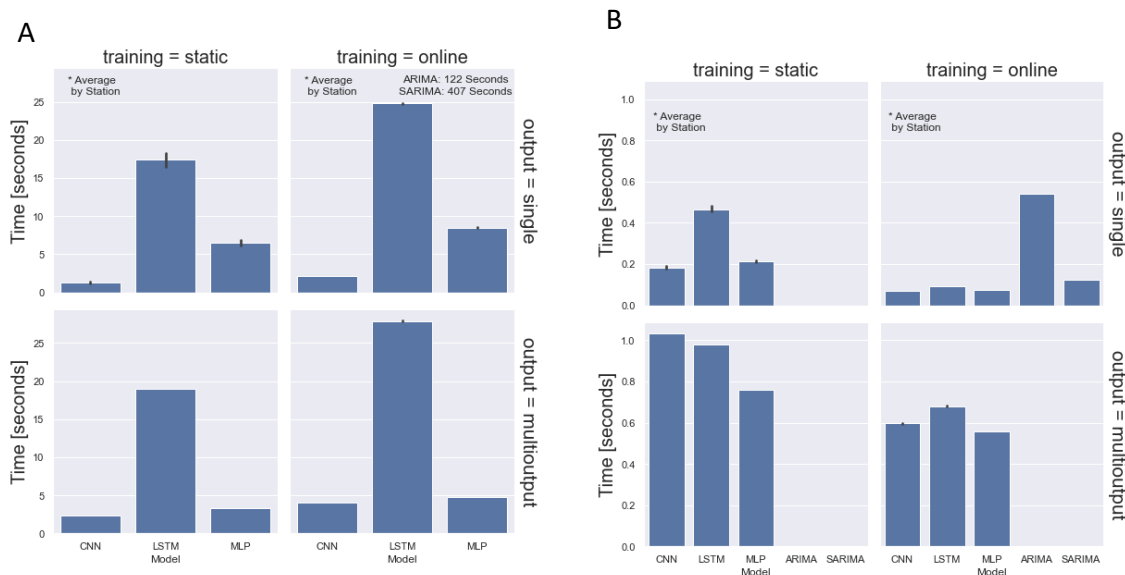 A
training = static
training = online
* Average
by Station
* Average
by Station
ARIMA: 122 Seconds
SARIMA: 407 Seconds
Time [seconds]
25
20
15
10
5
0
output = single
Time [seconds]
25
20
15
10
5
0
output = multioutput
CNN LSTM MLP
Model
CNN LSTM MLP
Model
B
training = static
training = online
* Average
by Station
* Average
by Station
Time [seconds]
1.0
0.8
0.6
0.4
0.2
0.0
output = single
Time [seconds]
1.0
0.8
0.6
0.4
0.2
0.0
output = multioutput
CNN LSTM MLP ARIMA SARIMA
Model
CNN LSTM MLP ARIMA SARIMA
Model